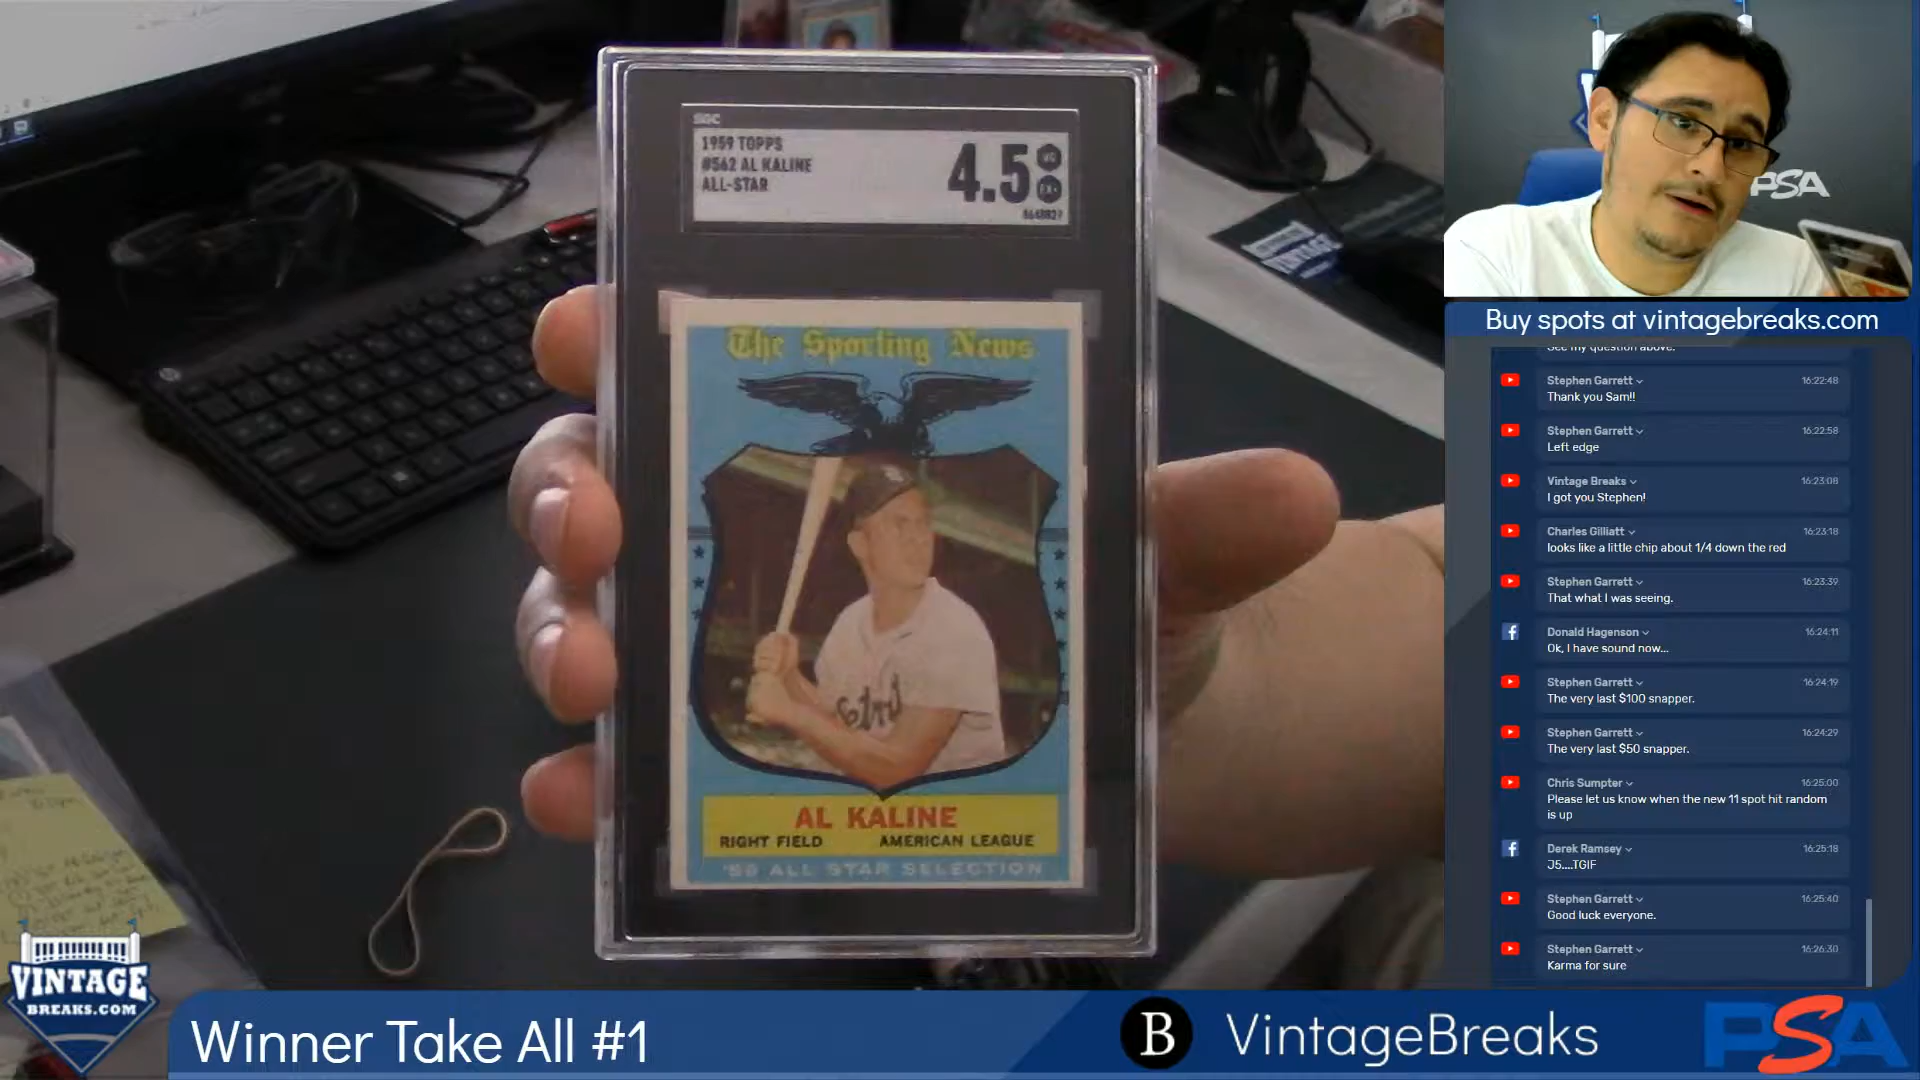 SGC
1959 TOPPS
#562 AL KALINE
ALL-STAR
4.5
VG
EX+
The Sporting News
Detroit
AL KALINE
RIGHT FIELD AMERICAN LEAGUE
'59 ALL STAR SELECTION
VINTAGE
PSA
Buy spots at vintagebreaks.com
See my question above.
Stephen Garrett 16:22:48
Thank you Sam!!
Stephen Garrett 16:22:58
Left edge
Vintage Breaks 16:23:08
I got you Stephen!
Charles Gilliatt 16:23:18
looks like a little chip about 1/4 down the red
Stephen Garrett 16:23:39
That what I was seeing.
Donald Hagenson 16:24:11
Ok, I have sound now...
Stephen Garrett 16:24:19
The very last $100 snapper.
Stephen Garrett 16:24:29
The very last $50 snapper.
Chris Sumpter 16:25:00
Please let us know when the new 11 spot hit random
is up
Derek Ramsey 16:25:18
J5....TGIF
Stephen Garrett 16:25:40
Good luck everyone.
Stephen Garrett 16:26:30
Karma for sure
VINTAGE
BREAKS.COM
Winner Take All #1
B VintageBreaks
PSA